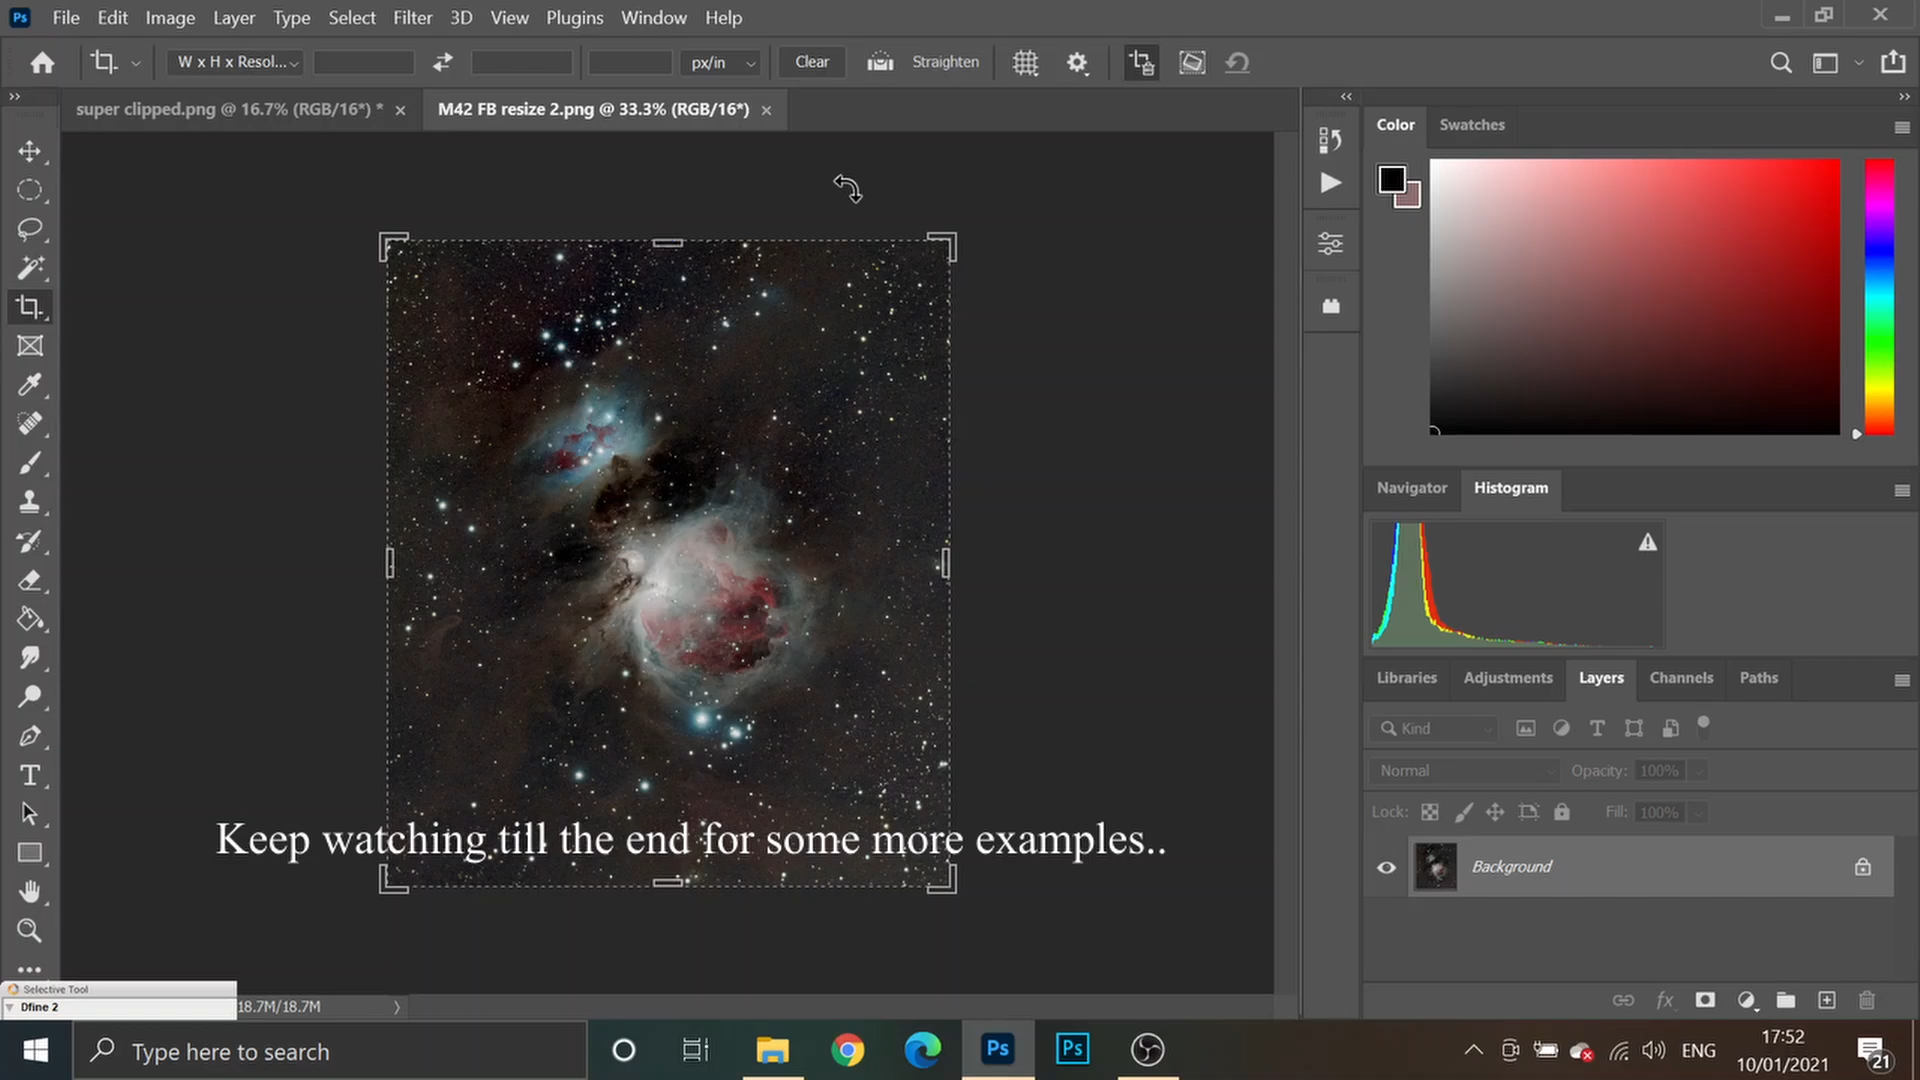 Ps File Edit Image Layer Type Select Filter 3D View Plugins Window Help
W x H x Resol... px/in Clear Straighten
super clipped.png @ 16.7% (RGB/16*) * M42 FB resize 2.png @ 33.3% (RGB/16*)
Color Swatches
Navigator Histogram
Libraries Adjustments Layers Channels Paths
Kind
Normal Opacity: 100%
Lock: Fill: 100%
Background
Keep watching till the end for some more examples..
Selective Tool
Dfine 2
18.7M/18.7M
fx
Type here to search
Ps
Ps
ENG
17:52
10/01/2021
21